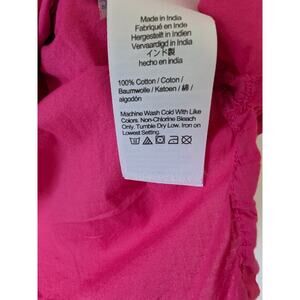 Made in India
Fabriqué en Inde
Hergestellt in Indien
Vervaardigd in India
インド製
hecho en india
100% Cotton / Coton /
Baumwolle / Katoen / 綿 /
algodón
Machine Wash Cold With Like
Colors. Non-Chlorine Bleach
Only. Tumble Dry Low. Iron on
Lowest Setting.